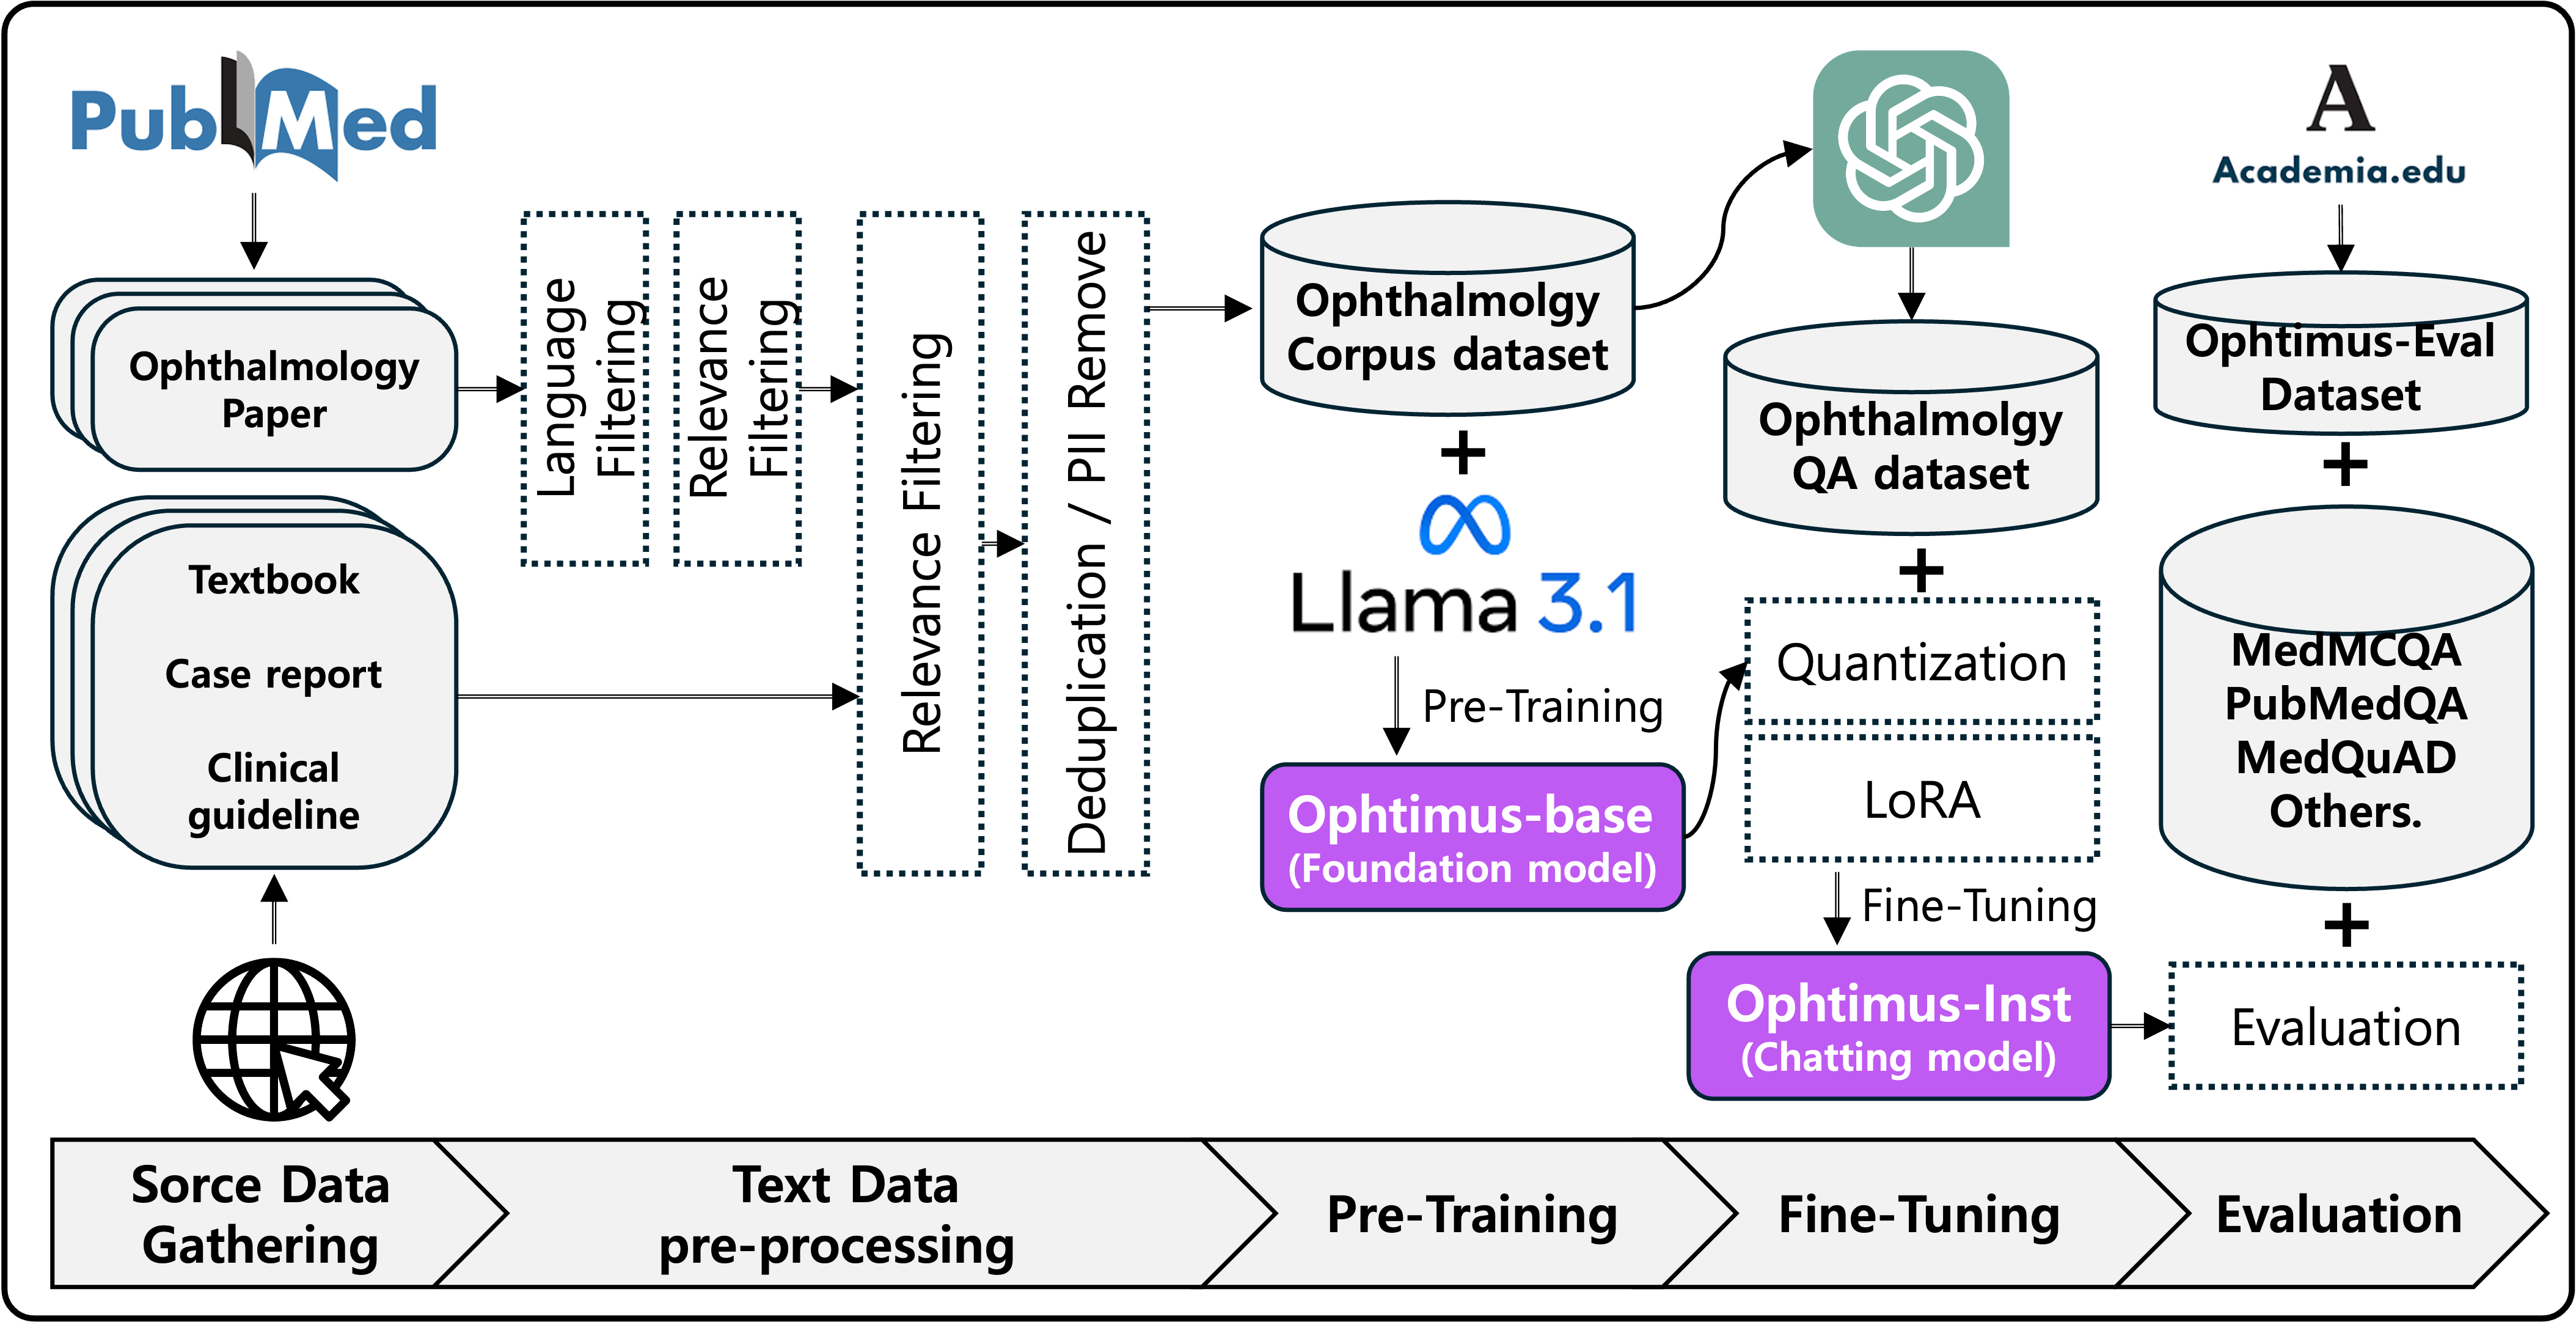 PubMed
Ophthalmology
Paper
Textbook
Case report
Clinical
guideline
Language
Filtering
Relevance
Filtering
Relevance Filtering
Deduplication / PII Remove
Ophthalmolgy
Corpus dataset
+
Llama 3.1
Pre-Training
Ophtimus-base
(Foundation model)
Ophthalmolgy
QA dataset
+
Quantization
LoRA
Fine-Tuning
Ophtimus-Inst
(Chatting model)
A
Academia.edu
Ophtimus-Eval
Dataset
+
MedMCQA
PubMedQA
MedQuAD
Others.
+
Evaluation
Sorce Data
Gathering
Text Data
pre-processing
Pre-Training
Fine-Tuning
Evaluation